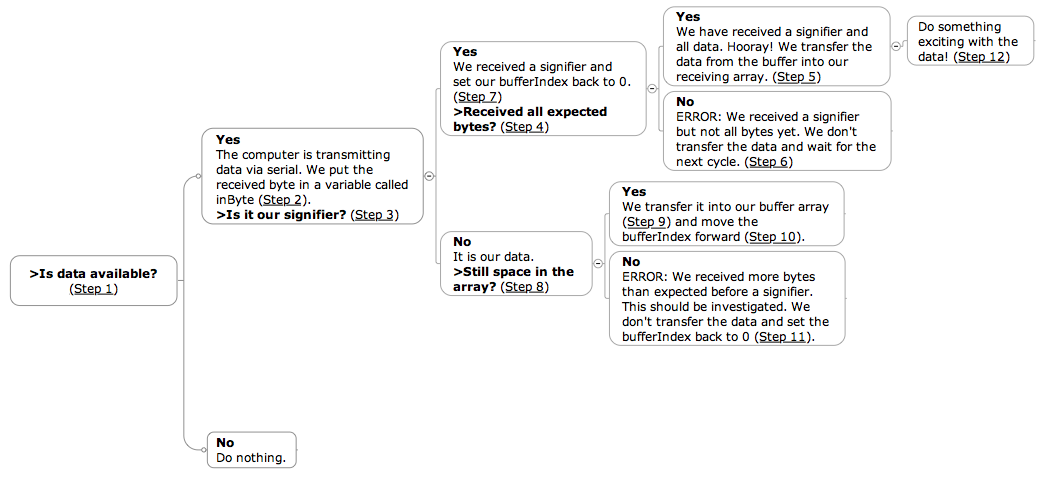 >Is data available?
(Step 1)
Yes
The computer is transmitting
data via serial. We put the
received byte in a variable called
inByte (Step 2).
>Is it our signifier? (Step 3)
Yes
We received a signifier and
set our bufferIndex back to 0.
(Step 7)
>Received all expected
bytes? (Step 4)
Yes
We have received a signifier and
all data. Hooray! We transfer the
data from the buffer into our
receiving array. (Step 5)
Do something
exciting with the
data! (Step 12)
No
ERROR: We received a signifier
but not all bytes yet. We don't
transfer the data and wait for the
next cycle. (Step 6)
No
It is our data.
>Still space in the
array? (Step 8)
Yes
We transfer it into our buffer array
(Step 9) and move the
bufferIndex forward (Step 10).
No
ERROR: We received more bytes
than expected before a signifier.
This should be investigated. We
don't transfer the data and set the
bufferIndex back to 0 (Step 11).
No
Do nothing.